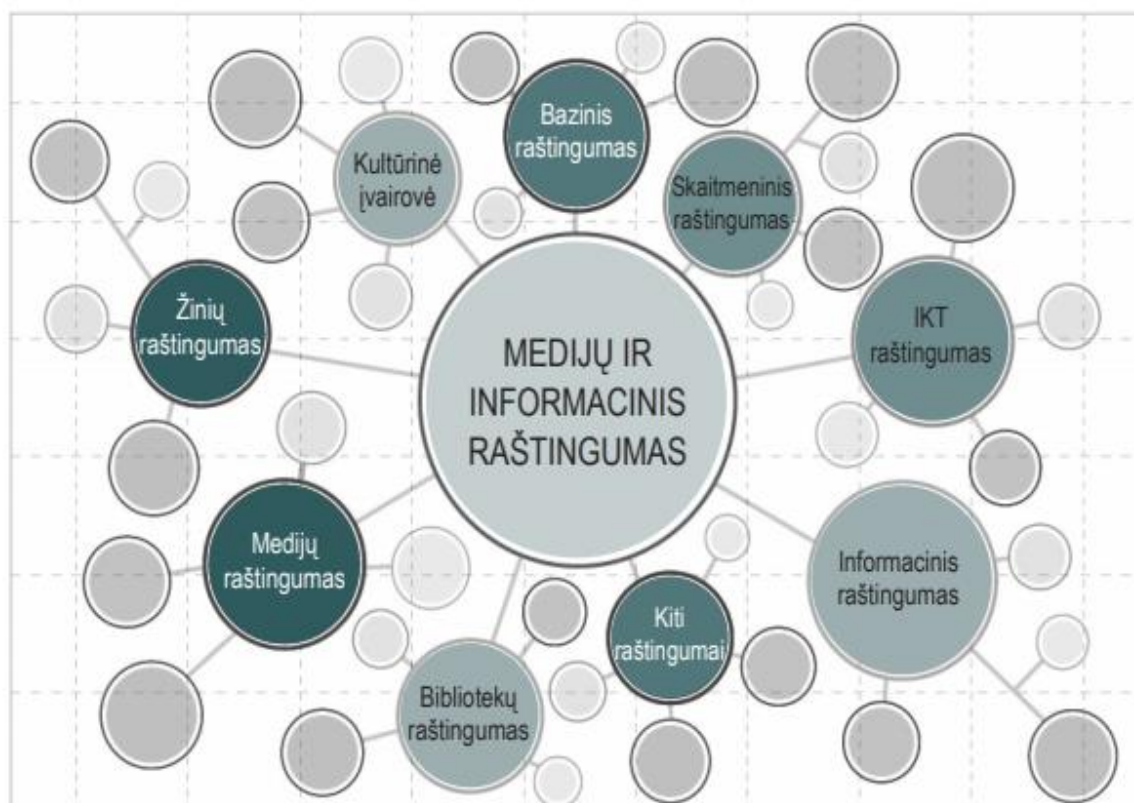 Bazinis
raštingumas
Kultūrinė
įvairovė
Skaitmeninis
raštingumas
Žinių
raštingumas
IKT
raštingumas
MEDIJŲ IR
INFORMACINIS
RAŠTINGUMAS
Medijų
raštingumas
Informacinis
raštingumas
Kiti
raštingumai
Bibliotekų
raštingumas